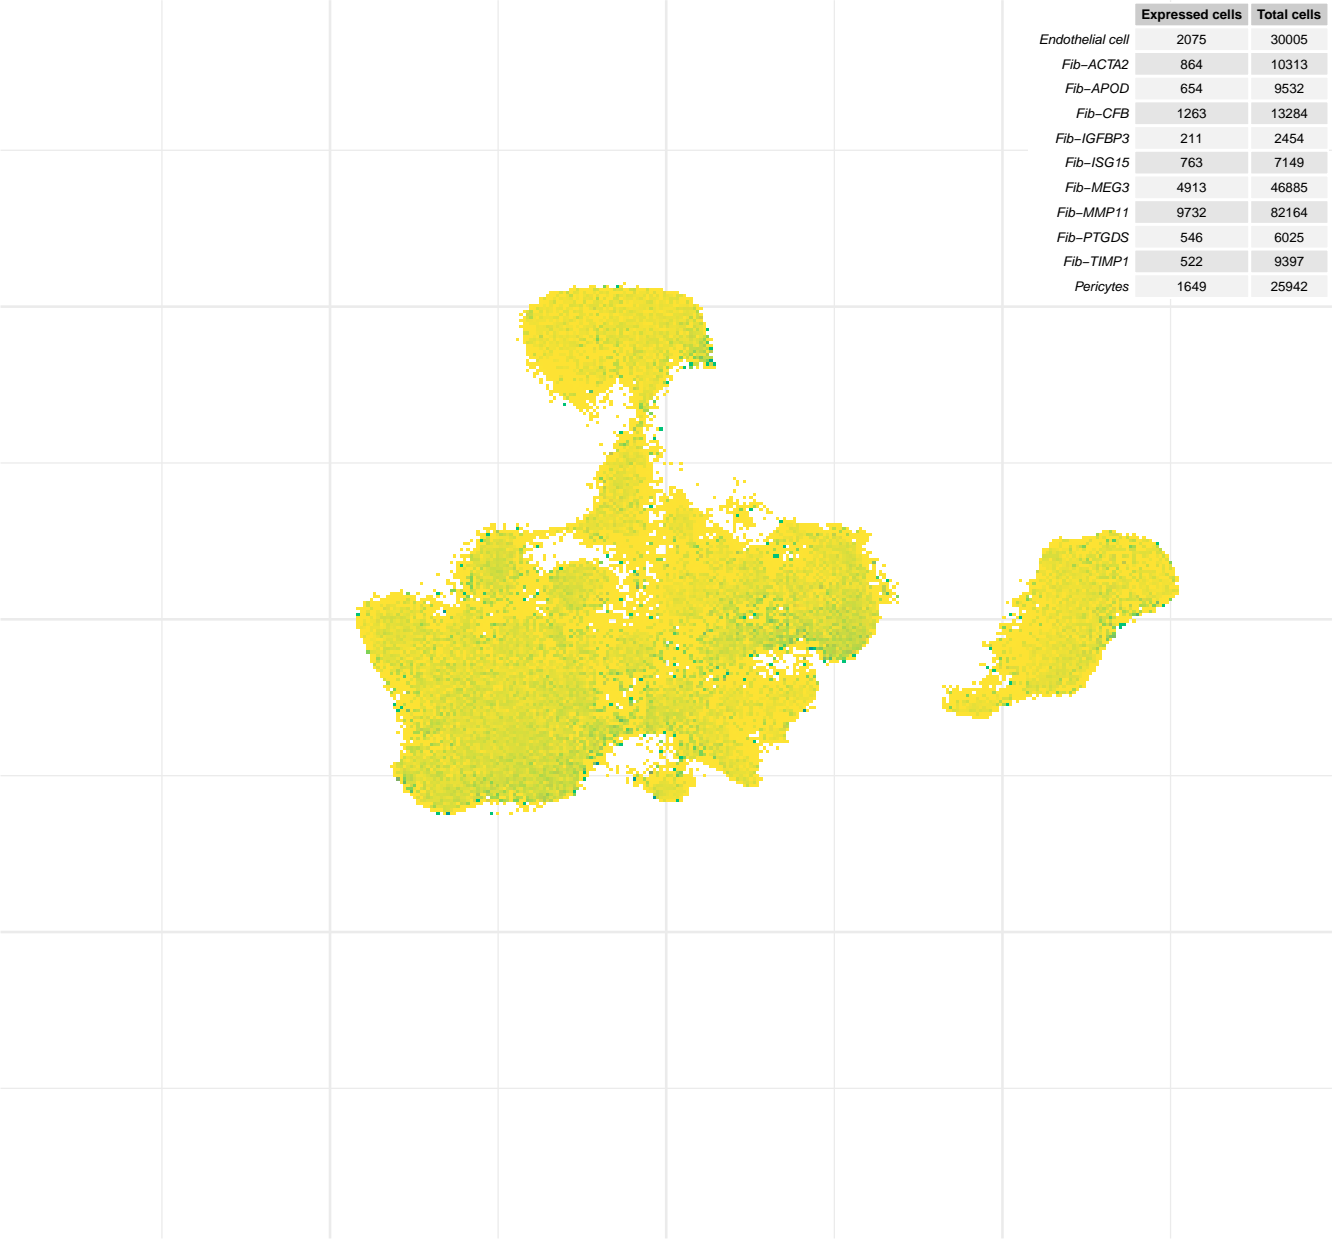 Expressed cells Total cells
Endothelial cell 2075 30005
Fib−ACTA2 864 10313
Fib−APOD 654 9532
Fib−CFB 1263 13284
Fib−IGFBP3 211 2454
Fib−ISG15 763 7149
Fib−MEG3 4913 46885
Fib−MMP11 9732 82164
Fib−PTGDS 546 6025
Fib−TIMP1 522 9397
Pericytes 1649 25942